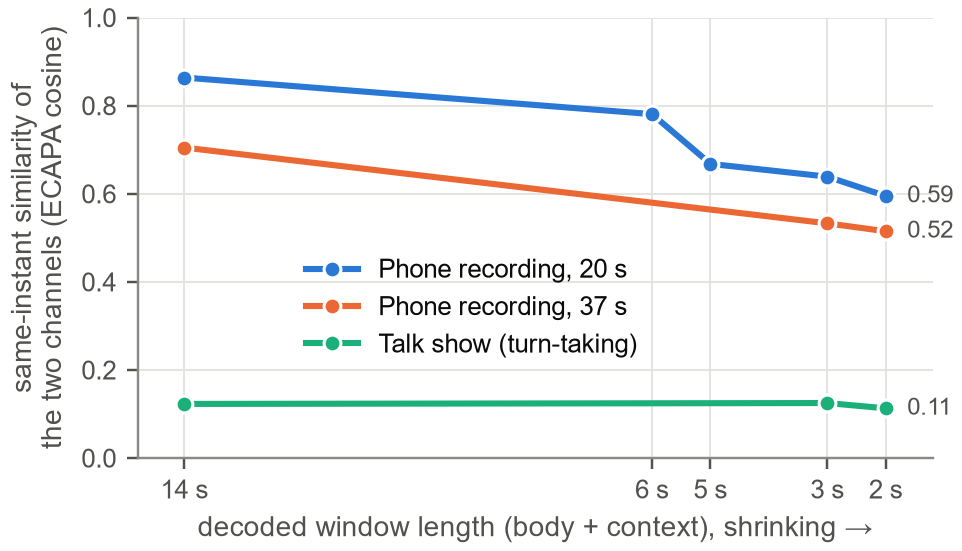 same-instant similarity of
the two channels (ECAPA cosine)
1.0
0.8
0.6
0.4
0.2
0.0
0.59
0.52
0.11
Phone recording, 20 s
Phone recording, 37 s
Talk show (turn-taking)
14 s
6 s
5 s
3 s
2 s
decoded window length (body + context), shrinking →